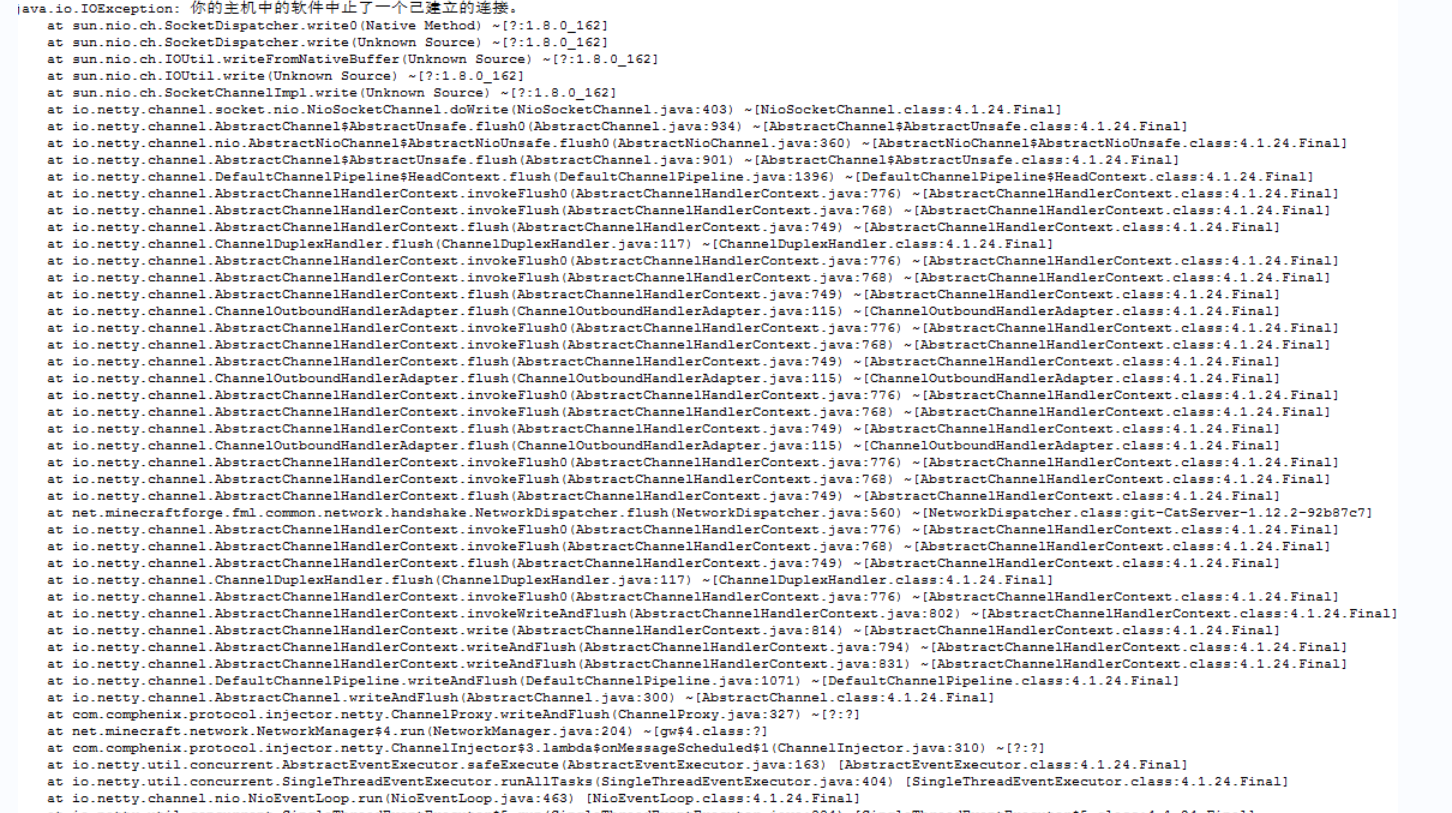 java.io.IOException: 你的主机中的软件中止了一个已建立的连接。
at sun.nio.ch.SocketDispatcher.write0(Native Method) ~[?:1.8.0_162]
at sun.nio.ch.SocketDispatcher.write(Unknown Source) ~[?:1.8.0_162]
at sun.nio.ch.IOUtil.writeFromNativeBuffer(Unknown Source) ~[?:1.8.0_162]
at sun.nio.ch.IOUtil.write(Unknown Source) ~[?:1.8.0_162]
at sun.nio.ch.SocketChannelImpl.write(Unknown Source) ~[?:1.8.0_162]
at io.netty.channel.socket.nio.NioSocketChannel.doWrite(NioSocketChannel.java:403) ~[NioSocketChannel.class:4.1.24.Final]
at io.netty.channel.AbstractChannel$AbstractUnsafe.flush0(AbstractChannel.java:934) ~[AbstractChannel$AbstractUnsafe.class:4.1.24.Final]
at io.netty.channel.nio.AbstractNioChannel$AbstractNioUnsafe.flush0(AbstractNioChannel.java:360) ~[AbstractNioChannel$AbstractNioUnsafe.class:4.1.24.Final]
at io.netty.channel.AbstractChannel$AbstractUnsafe.flush(AbstractChannel.java:901) ~[AbstractChannel$AbstractUnsafe.class:4.1.24.Final]
at io.netty.channel.DefaultChannelPipeline$HeadContext.flush(DefaultChannelPipeline.java:1396) ~[DefaultChannelPipeline$HeadContext.class:4.1.24.Final]
at io.netty.channel.AbstractChannelHandlerContext.invokeFlush0(AbstractChannelHandlerContext.java:776) ~[AbstractChannelHandlerContext.class:4.1.24.Final]
at io.netty.channel.AbstractChannelHandlerContext.invokeFlush(AbstractChannelHandlerContext.java:768) ~[AbstractChannelHandlerContext.class:4.1.24.Final]
at io.netty.channel.AbstractChannelHandlerContext.flush(AbstractChannelHandlerContext.java:749) ~[AbstractChannelHandlerContext.class:4.1.24.Final]
at io.netty.channel.ChannelDuplexHandler.flush(ChannelDuplexHandler.java:117) ~[ChannelDuplexHandler.class:4.1.24.Final]
at io.netty.channel.AbstractChannelHandlerContext.invokeFlush0(AbstractChannelHandlerContext.java:776) ~[AbstractChannelHandlerContext.class:4.1.24.Final]
at io.netty.channel.AbstractChannelHandlerContext.invokeFlush(AbstractChannelHandlerContext.java:768) ~[AbstractChannelHandlerContext.class:4.1.24.Final]
at io.netty.channel.AbstractChannelHandlerContext.flush(AbstractChannelHandlerContext.java:749) ~[AbstractChannelHandlerContext.class:4.1.24.Final]
at io.netty.channel.ChannelOutboundHandlerAdapter.flush(ChannelOutboundHandlerAdapter.java:115) ~[ChannelOutboundHandlerAdapter.class:4.1.24.Final]
at io.netty.channel.AbstractChannelHandlerContext.invokeFlush0(AbstractChannelHandlerContext.java:776) ~[AbstractChannelHandlerContext.class:4.1.24.Final]
at io.netty.channel.AbstractChannelHandlerContext.invokeFlush(AbstractChannelHandlerContext.java:768) ~[AbstractChannelHandlerContext.class:4.1.24.Final]
at io.netty.channel.AbstractChannelHandlerContext.flush(AbstractChannelHandlerContext.java:749) ~[AbstractChannelHandlerContext.class:4.1.24.Final]
at io.netty.channel.ChannelOutboundHandlerAdapter.flush(ChannelOutboundHandlerAdapter.java:115) ~[ChannelOutboundHandlerAdapter.class:4.1.24.Final]
at io.netty.channel.AbstractChannelHandlerContext.invokeFlush0(AbstractChannelHandlerContext.java:776) ~[AbstractChannelHandlerContext.class:4.1.24.Final]
at io.netty.channel.AbstractChannelHandlerContext.invokeFlush(AbstractChannelHandlerContext.java:768) ~[AbstractChannelHandlerContext.class:4.1.24.Final]
at io.netty.channel.AbstractChannelHandlerContext.flush(AbstractChannelHandlerContext.java:749) ~[AbstractChannelHandlerContext.class:4.1.24.Final]
at io.netty.channel.ChannelOutboundHandlerAdapter.flush(ChannelOutboundHandlerAdapter.java:115) ~[ChannelOutboundHandlerAdapter.class:4.1.24.Final]
at io.netty.channel.AbstractChannelHandlerContext.invokeFlush0(AbstractChannelHandlerContext.java:776) ~[AbstractChannelHandlerContext.class:4.1.24.Final]
at io.netty.channel.AbstractChannelHandlerContext.invokeFlush(AbstractChannelHandlerContext.java:768) ~[AbstractChannelHandlerContext.class:4.1.24.Final]
at io.netty.channel.AbstractChannelHandlerContext.flush(AbstractChannelHandlerContext.java:749) ~[AbstractChannelHandlerContext.class:4.1.24.Final]
at net.minecraftforge.fml.common.network.handshake.NetworkDispatcher.flush(NetworkDispatcher.java:560) ~[NetworkDispatcher.class:git-CatServer-1.12.2-92b87c7]
at io.netty.channel.AbstractChannelHandlerContext.invokeFlush0(AbstractChannelHandlerContext.java:776) ~[AbstractChannelHandlerContext.class:4.1.24.Final]
at io.netty.channel.AbstractChannelHandlerContext.invokeFlush(AbstractChannelHandlerContext.java:768) ~[AbstractChannelHandlerContext.class:4.1.24.Final]
at io.netty.channel.AbstractChannelHandlerContext.flush(AbstractChannelHandlerContext.java:749) ~[AbstractChannelHandlerContext.class:4.1.24.Final]
at io.netty.channel.ChannelDuplexHandler.flush(ChannelDuplexHandler.java:117) ~[ChannelDuplexHandler.class:4.1.24.Final]
at io.netty.channel.AbstractChannelHandlerContext.invokeFlush0(AbstractChannelHandlerContext.java:776) ~[AbstractChannelHandlerContext.class:4.1.24.Final]
at io.netty.channel.AbstractChannelHandlerContext.invokeWriteAndFlush(AbstractChannelHandlerContext.java:802) ~[AbstractChannelHandlerContext.class:4.1.24.Final]
at io.netty.channel.AbstractChannelHandlerContext.write(AbstractChannelHandlerContext.java:814) ~[AbstractChannelHandlerContext.class:4.1.24.Final]
at io.netty.channel.AbstractChannelHandlerContext.writeAndFlush(AbstractChannelHandlerContext.java:794) ~[AbstractChannelHandlerContext.class:4.1.24.Final]
at io.netty.channel.AbstractChannelHandlerContext.writeAndFlush(AbstractChannelHandlerContext.java:831) ~[AbstractChannelHandlerContext.class:4.1.24.Final]
at io.netty.channel.DefaultChannelPipeline.writeAndFlush(DefaultChannelPipeline.java:1071) ~[DefaultChannelPipeline.class:4.1.24.Final]
at io.netty.channel.AbstractChannel.writeAndFlush(AbstractChannel.java:300) ~[AbstractChannel.class:4.1.24.Final]
at com.comphenix.protocol.injector.netty.ChannelProxy.writeAndFlush(ChannelProxy.java:327) ~[?:?]
at net.minecraft.network.NetworkManager$4.run(NetworkManager.java:204) ~[gw$4.class:?]
at com.comphenix.protocol.injector.netty.ChannelInjector$3.lambda$onMessageScheduled$1(ChannelInjector.java:310) ~[?:?]
at io.netty.util.concurrent.AbstractEventExecutor.safeExecute(AbstractEventExecutor.java:163) [AbstractEventExecutor.class:4.1.24.Final]
at io.netty.util.concurrent.SingleThreadEventExecutor.runAllTasks(SingleThreadEventExecutor.java:404) [SingleThreadEventExecutor.class:4.1.24.Final]
at io.netty.channel.nio.NioEventLoop.run(NioEventLoop.java:463) [NioEventLoop.class:4.1.24.Final]